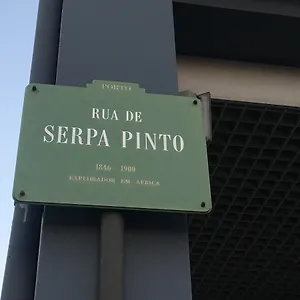 PORTO
RUA DE
SERPA PINTO
1846 1900
EXPLORADOR EM AFRICA